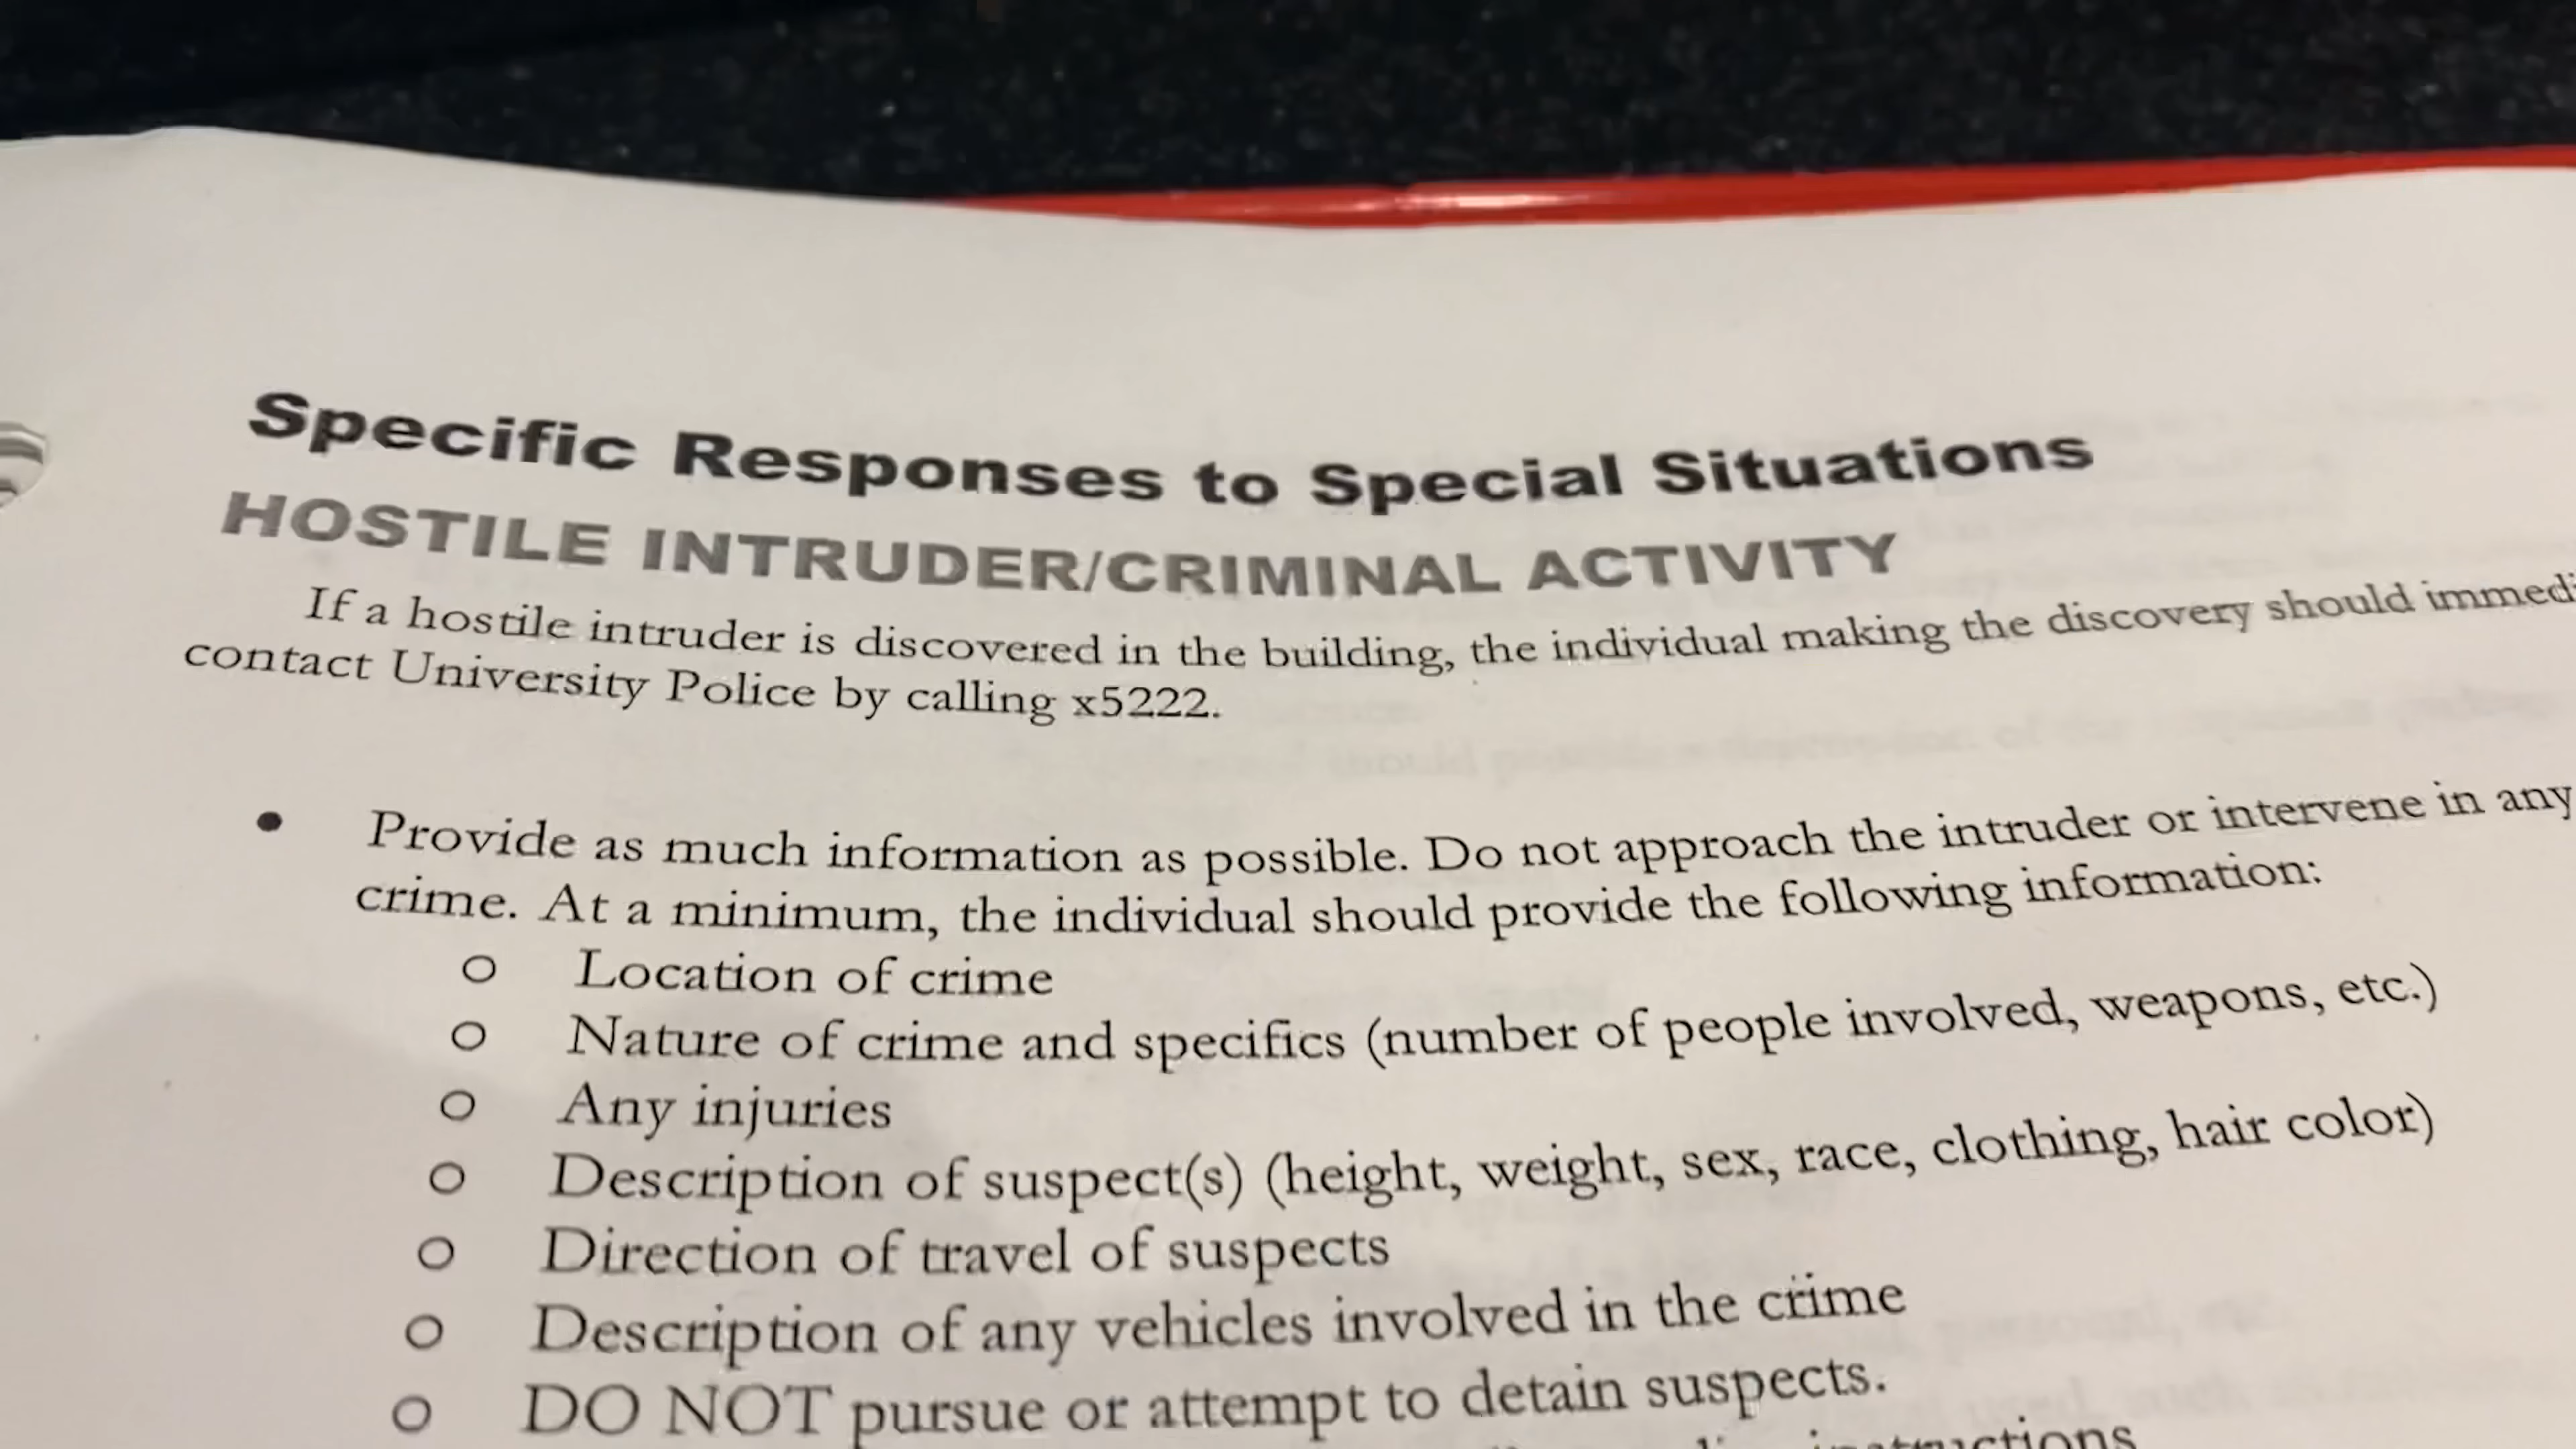 Specific Responses to Special Situations
HOSTILE INTRUDER/CRIMINAL ACTIVITY
If a hostile intruder is discovered in the building, the individual making the discovery should immedi
contact University Police by calling x5222.
• Provide as much information as possible. Do not approach the intruder or intervene in any
crime. At a minimum, the individual should provide the following information:
o Location of crime
o Nature of crime and specifics (number of people involved, weapons, etc.)
o Any injuries
o Description of suspect(s) (height, weight, sex, race, clothing, hair color)
o Direction of travel of suspects
o Description of any vehicles involved in the crime
o DO NOT pursue or attempt to detain suspects.
instructions